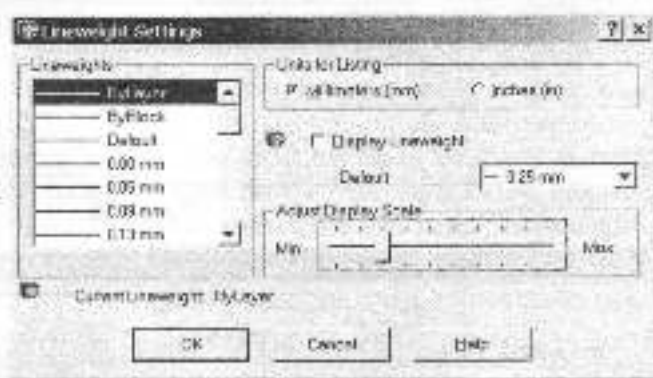 Lineweight Settings
Lineweights
ByLayer
ByBlock
Default
0.00 mm
0.05 mm
0.09 mm
0.13 mm
Units for Listing
Millimeters (mm)
Inches (in)
Display Lineweight
Default
0.25 mm
Adjust Display Scale
Min
Max
Current Lineweight: ByLayer
OK
Cancel
Help